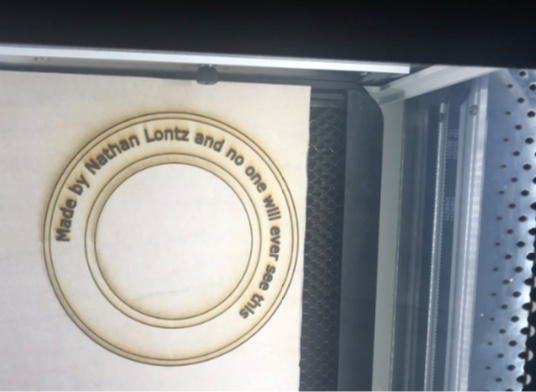 Made by Nathan Lontz and no one will ever see this